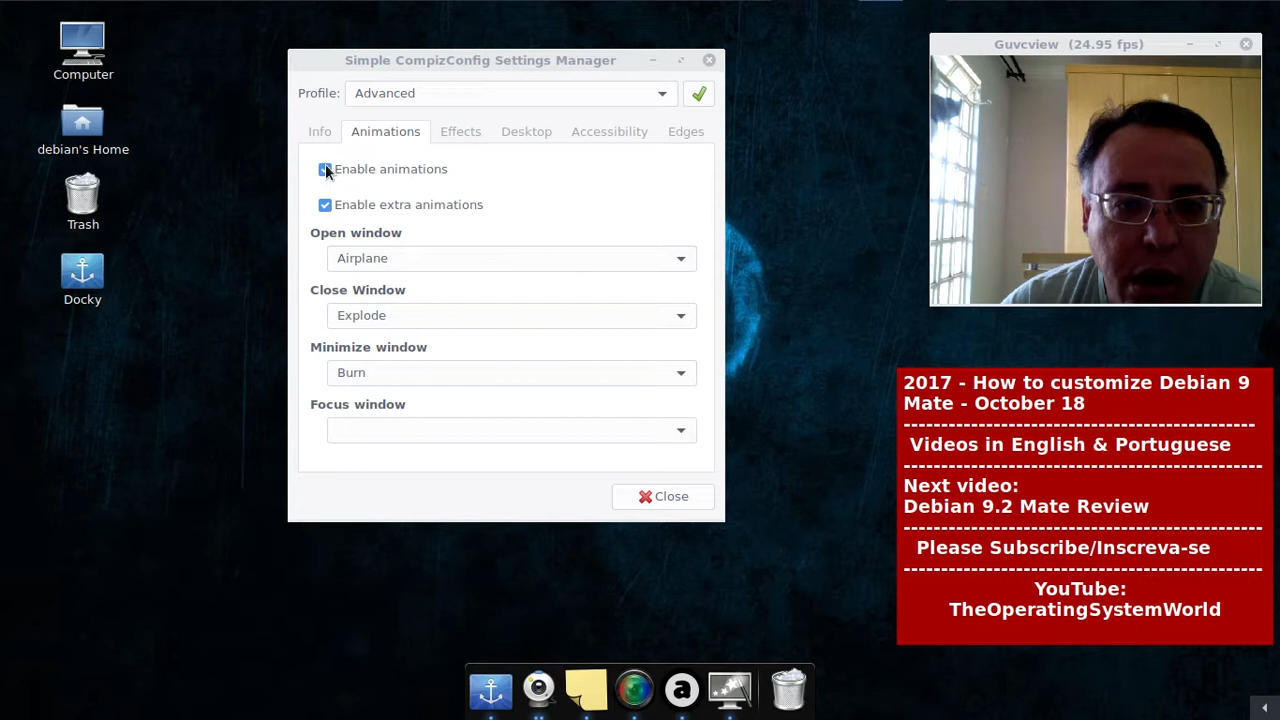 Computer
debian's Home
Trash
Docky
Simple CompizConfig Settings Manager
Profile: Advanced
Info Animations Effects Desktop Accessibility Edges
Enable animations
Enable extra animations
Open window
Airplane
Close Window
Explode
Minimize window
Burn
Focus window
Close
Guvcview (24.95 fps)
2017 - How to customize Debian 9
Mate - October 18
---------------------------------------------
Videos in English & Portuguese
----------------------------------------------
Next video:
Debian 9.2 Mate Review
----------------------------------------------
Please Subscribe/Inscreva-se
----------------------------------------------
YouTube:
TheOperatingSystemWorld
a